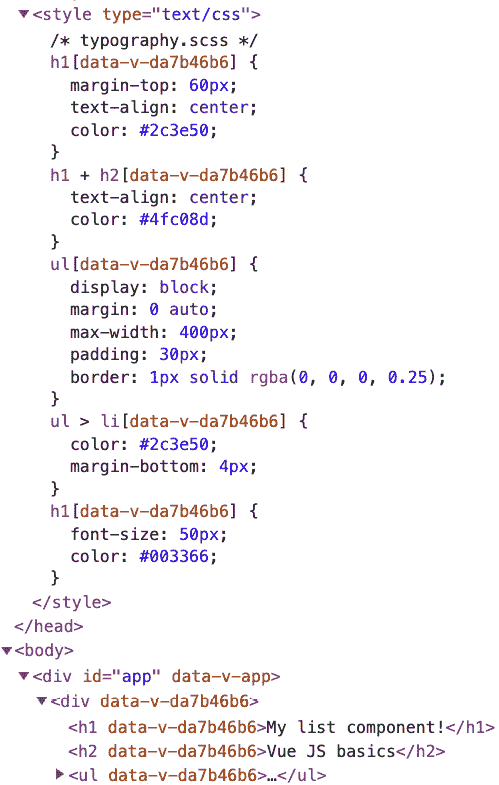 <style type="text/css">
/* typography.scss */
h1[data-v-da7b46b6] {
margin-top: 60px;
text-align: center;
color: #2c3e50;
}
h1 + h2[data-v-da7b46b6] {
text-align: center;
color: #4fc08d;
}
ul[data-v-da7b46b6] {
display: block;
margin: 0 auto;
max-width: 400px;
padding: 30px;
border: 1px solid rgba(0, 0, 0, 0.25);
}
ul > li[data-v-da7b46b6] {
color: #2c3e50;
margin-bottom: 4px;
}
h1[data-v-da7b46b6] {
font-size: 50px;
color: #003366;
}
</style>
</head>
<body>
<div id="app" data-v-app>
<div data-v-da7b46b6>
<h1 data-v-da7b46b6>My list component!</h1>
<h2 data-v-da7b46b6>Vue JS basics</h2>
<ul data-v-da7b46b6>…</ul>